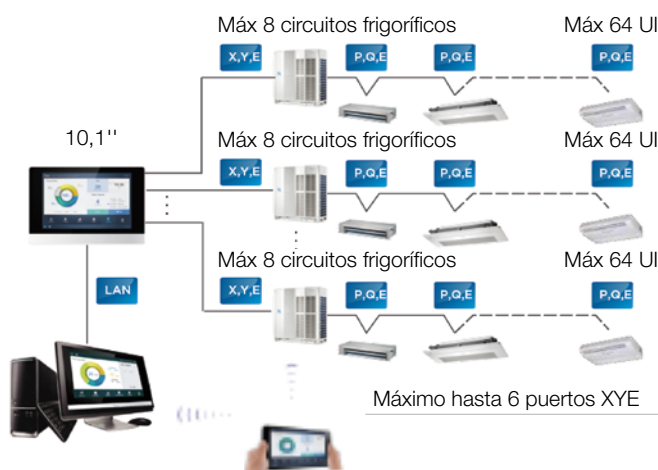 Máx 8 circuitos frigoríficos Máx 64 UI
X,Y,E P,Q,E P,Q,E P,Q,E
10,1''
Máx 8 circuitos frigoríficos Máx 64 UI
X,Y,E P,Q,E P,Q,E P,Q,E
Máx 8 circuitos frigoríficos Máx 64 UI
LAN
X,Y,E P,Q,E P,Q,E P,Q,E
Máximo hasta 6 puertos XYE